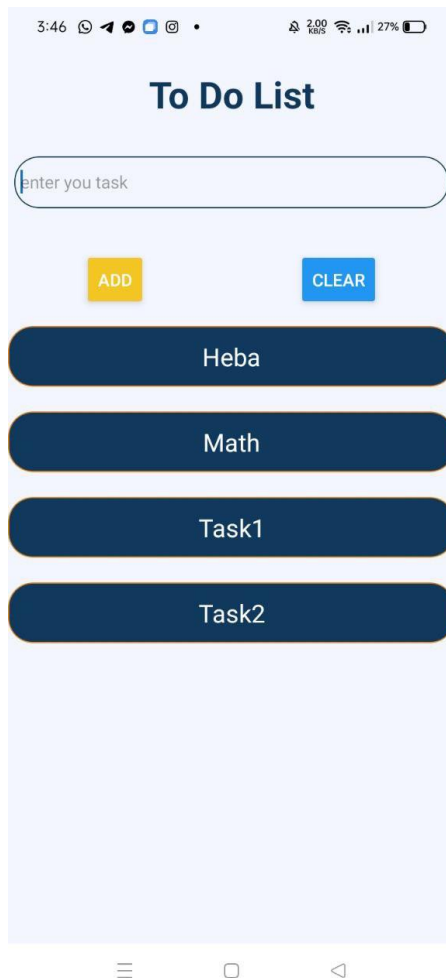 3:46 2.00 KB/S 27%
To Do List
enter you task
ADD CLEAR
Heba
Math
Task1
Task2